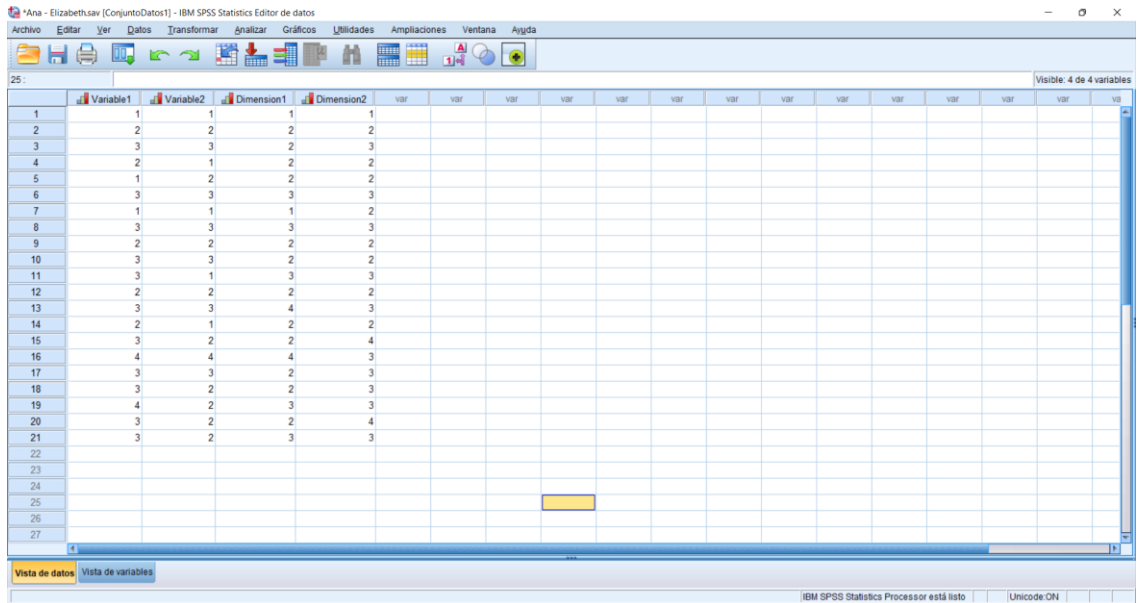 *Ana - Elizabeth.sav [ConjuntoDatos1] - IBM SPSS Statistics Editor de datos
Archivo Editar Ver Datos Transformar Analizar Gráficos Utilidades Ampliaciones Ventana Ayuda
25 :
Visible: 4 de 4 variables
Variable1 Variable2 Dimension1 Dimension2 var var var var var var var var var var va
1 1 1 1 1
2 2 2 2 2
3 3 3 2 3
4 2 1 2 2
5 1 2 2 2
6 3 3 3 3
7 1 1 1 2
8 3 3 3 3
9 2 2 2 2
10 3 3 2 2
11 3 1 3 3
12 2 2 2 2
13 3 3 4 3
14 2 1 2 2
15 3 2 2 4
16 4 4 4 3
17 3 3 2 3
18 3 2 2 3
19 4 2 3 3
20 3 2 2 4
21 3 2 3 3
22
23
24
25
26
27
Vista de datos Vista de variables
IBM SPSS Statistics Processor está listo Unicode:ON